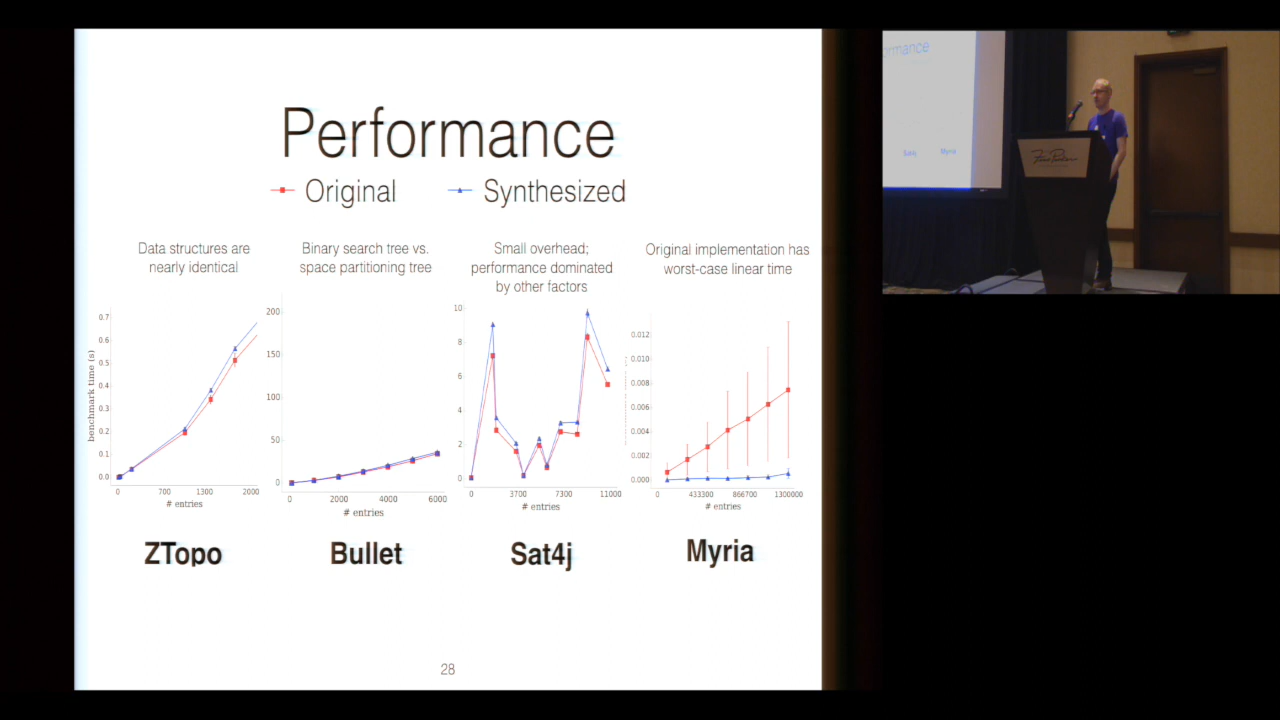 Performance
Original
Synthesized
Data structures are
nearly identical
Binary search tree vs.
space partitioning tree
Small overhead;
performance dominated
by other factors
Original implementation has
worst-case linear time
benchmark time (s)
0.7
0.6
0.5
0.4
0.3
0.2
0.1
0.0
0
700
1300
2000
# entries
200
150
100
50
0
0
2000
4000
6000
# entries
10
8
6
4
2
0
0
3700
7300
11000
# entries
0.012
0.010
0.008
0.006
0.004
0.002
0.000
0
433300
866700
1300000
# entries
ZTopo
Bullet
Sat4j
Myria
28
ormance
Sat4j
Myria